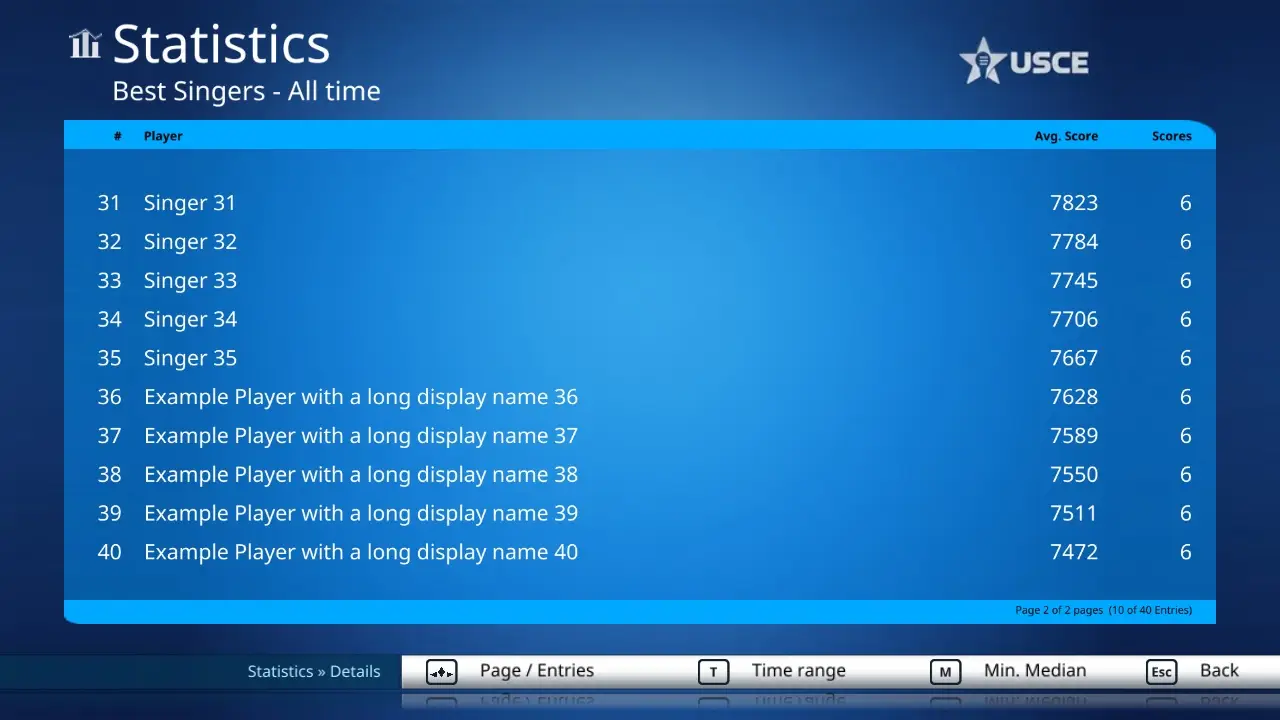 Statistics
Best Singers - All time
USCE
# Player Avg. Score Scores
31 Singer 31 7823 6
32 Singer 32 7784 6
33 Singer 33 7745 6
34 Singer 34 7706 6
35 Singer 35 7667 6
36 Example Player with a long display name 36 7628 6
37 Example Player with a long display name 37 7589 6
38 Example Player with a long display name 38 7550 6
39 Example Player with a long display name 39 7511 6
40 Example Player with a long display name 40 7472 6
Page 2 of 2 pages (10 of 40 Entries)
Statistics » Details Page / Entries T Time range M Min. Median Esc Back